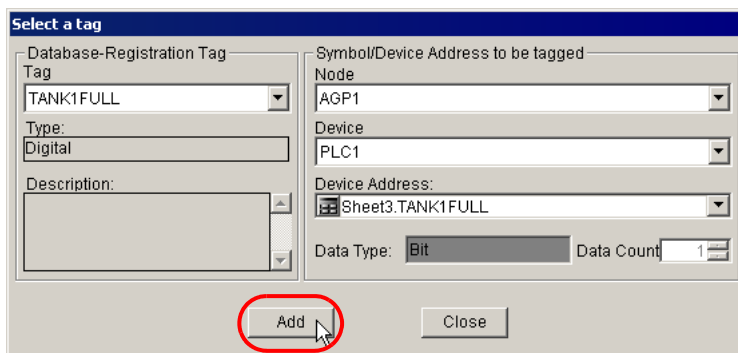 Select a tag
Database-Registration Tag
Tag
TANK1FULL
Type:
Digital
Description:
Symbol/Device Address to be tagged
Node
AGP1
Device
PLC1
Device Address:
Sheet3.TANK1FULL
Data Type: Bit Data Count 1
Add Close